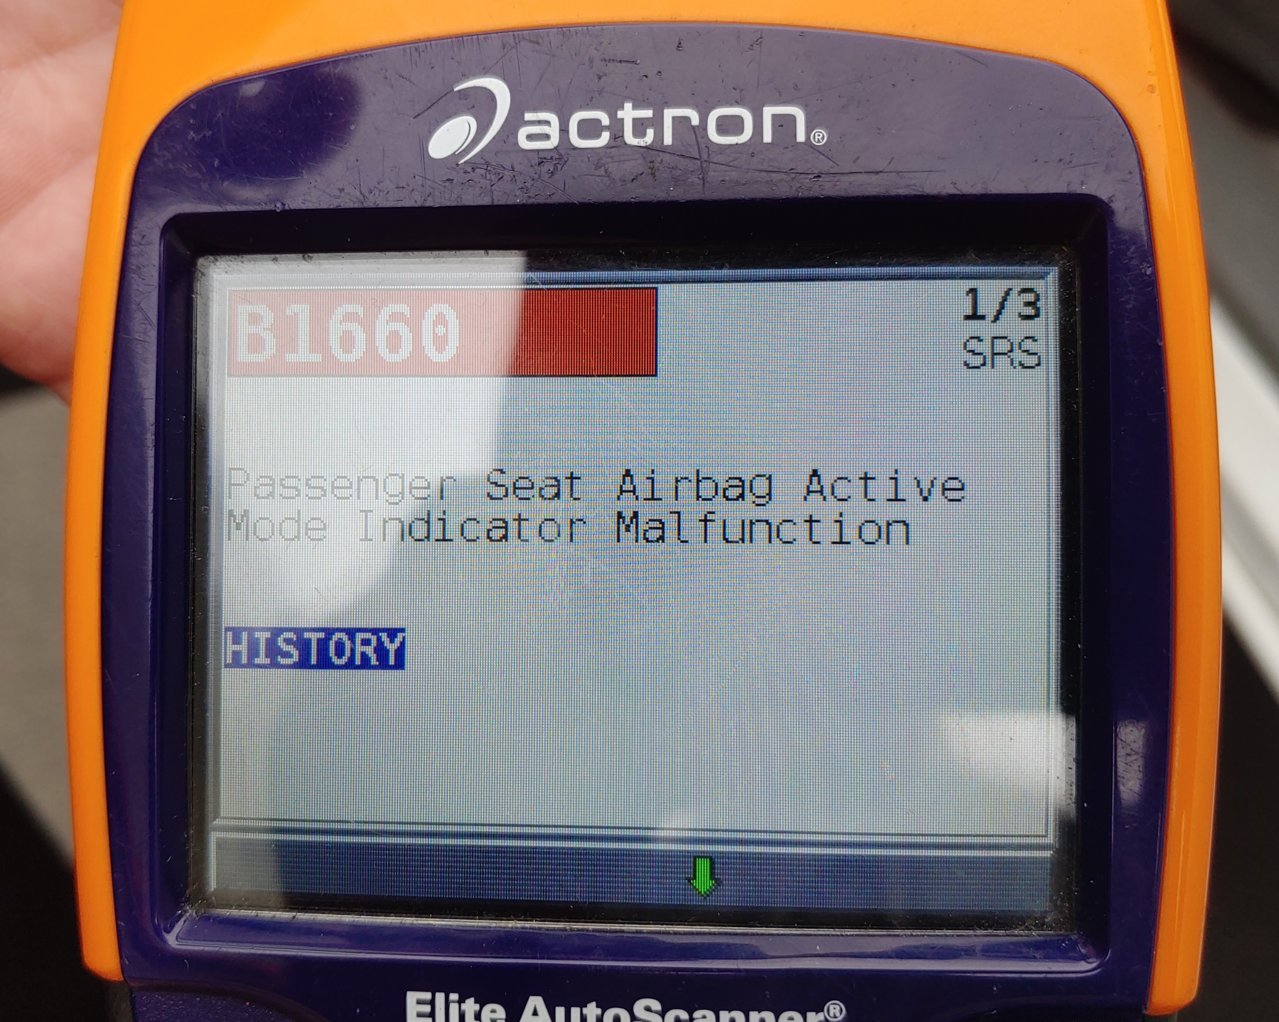 actron®
B1660
1/3
SRS
Passenger Seat Airbag Active
Mode Indicator Malfunction
HISTORY
Elite AutoScanner®